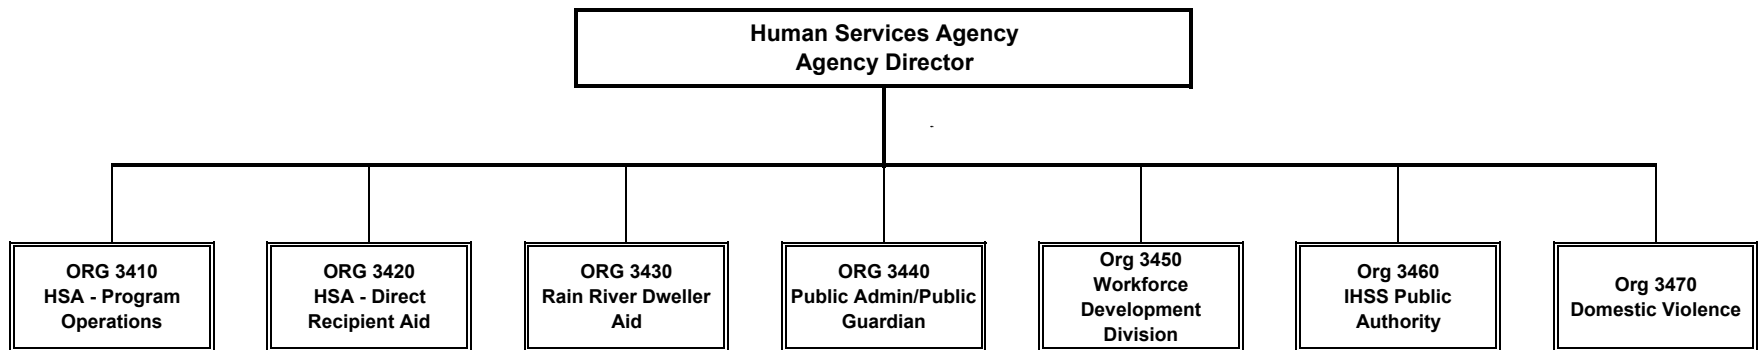 Human Services Agency
Agency Director
-
ORG 3410
HSA - Program
Operations
ORG 3420
HSA - Direct
Recipient Aid
ORG 3430
Rain River Dweller
Aid
ORG 3440
Public Admin/Public
Guardian
Org 3450
Workforce
Development
Division
Org 3460
IHSS Public
Authority
Org 3470
Domestic Violence